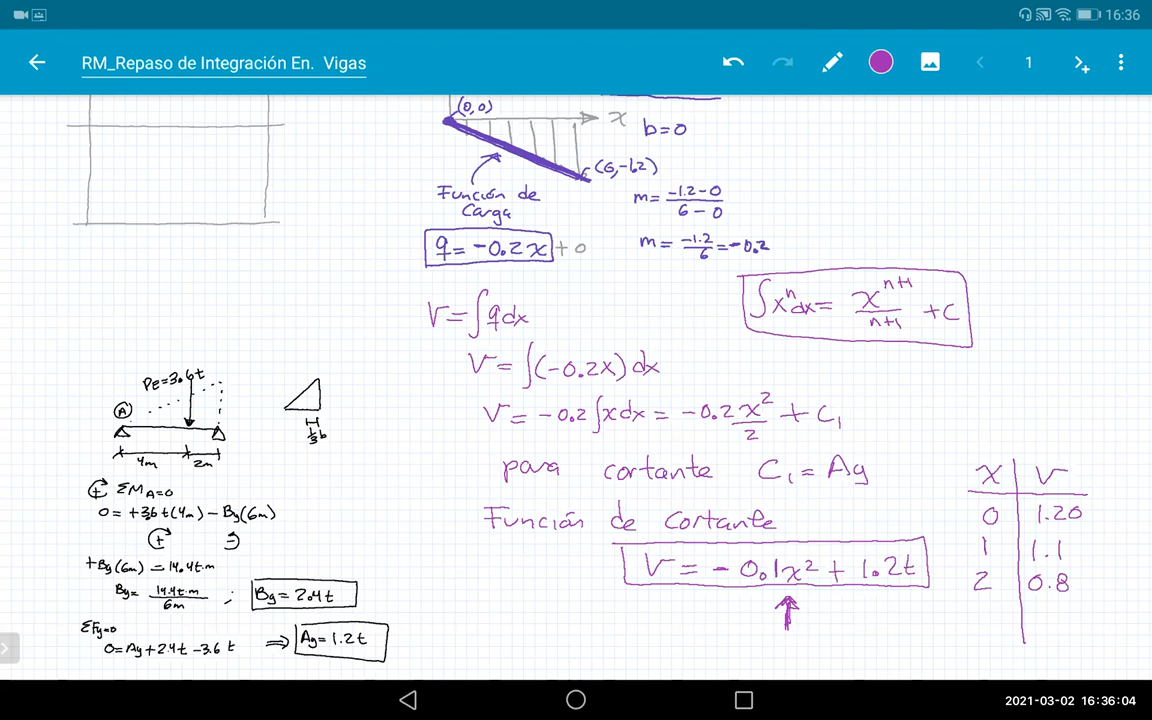 16:36
RM_Repaso de Integración En. Vigas
1
(0,0)
x
b=0
(6,-1.2)
Función de
Carga
m = -1.2-0 / 6-0
q = -0.2x + 0
m = -1.2/6 = -0.2
V = ∫qdx
∫xⁿdx = xⁿ⁺¹/n+1 + C
V = ∫(-0.2x)dx
V = -0.2∫xdx = -0.2x²/2 + C₁
para cortante C₁ = Ay
Función de Cortante
V = -0.1x² + 1.2t
X V
0 1.20
1 1.1
2 0.8
PE=3.6t
A
1/3b
4m 2m
+ ΣMA=0
0= +3.6t(4m) - By(6m)
+
+By(6m) = 14.4t.m
By= 14.4t.m/6m ; By=2.4t
ΣFy=0
0=Ay+2.4t-3.6t ⇒ Ay=1.2t
2021-03-02 16:36:04